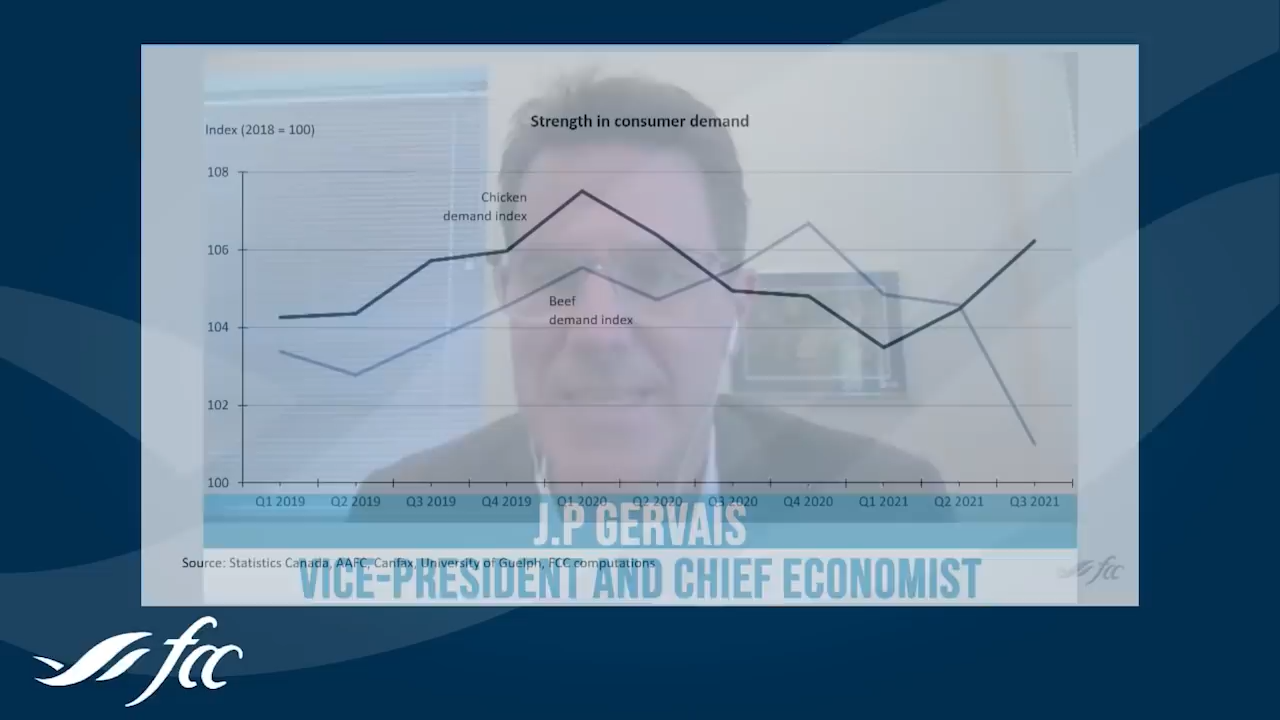 Strength in consumer demand
Index (2018 = 100)
108
106
104
102
100
Chicken
demand index
Beef
demand index
Q1 2019 Q2 2019 Q3 2019 Q4 2019 Q1 2020 Q2 2020 Q3 2020 Q4 2020 Q1 2021 Q2 2021 Q3 2021
J.P GERVAIS
Source: Statistics Canada, AAFC, Canfax, University of Guelph, FCC computations
VICE-PRESIDENT AND CHIEF ECONOMIST
fcc
fcc